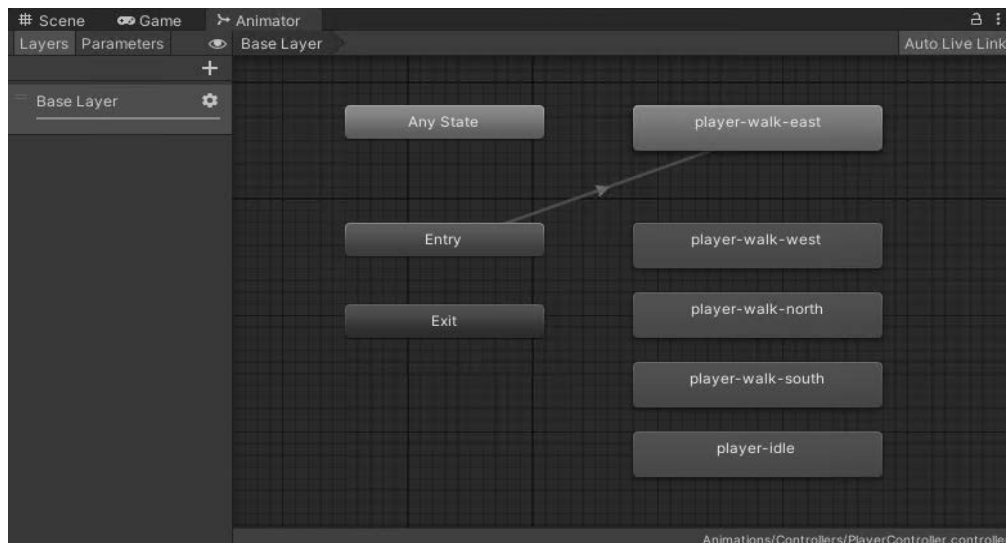 Scene Game Animator
Layers Parameters Base Layer Auto Live Link
Base Layer
Any State
player-walk-east
Entry
player-walk-west
Exit
player-walk-north
player-walk-south
player-idle
Animations/Controllers/PlayerController.controlle